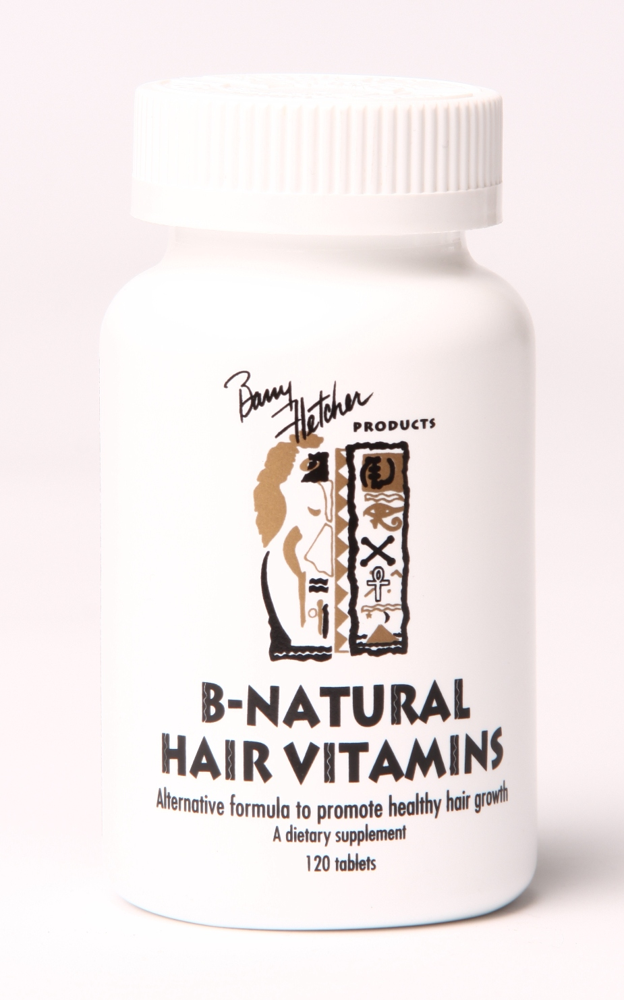 Barry
Fletcher
PRODUCTS
B-NATURAL
HAIR VITAMINS
Alternative formula to promote healthy hair growth
A dietary supplement
120 tablets